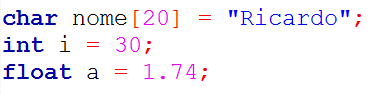 char nome[20] = "Ricardo";
int i = 30;
float a = 1.74;